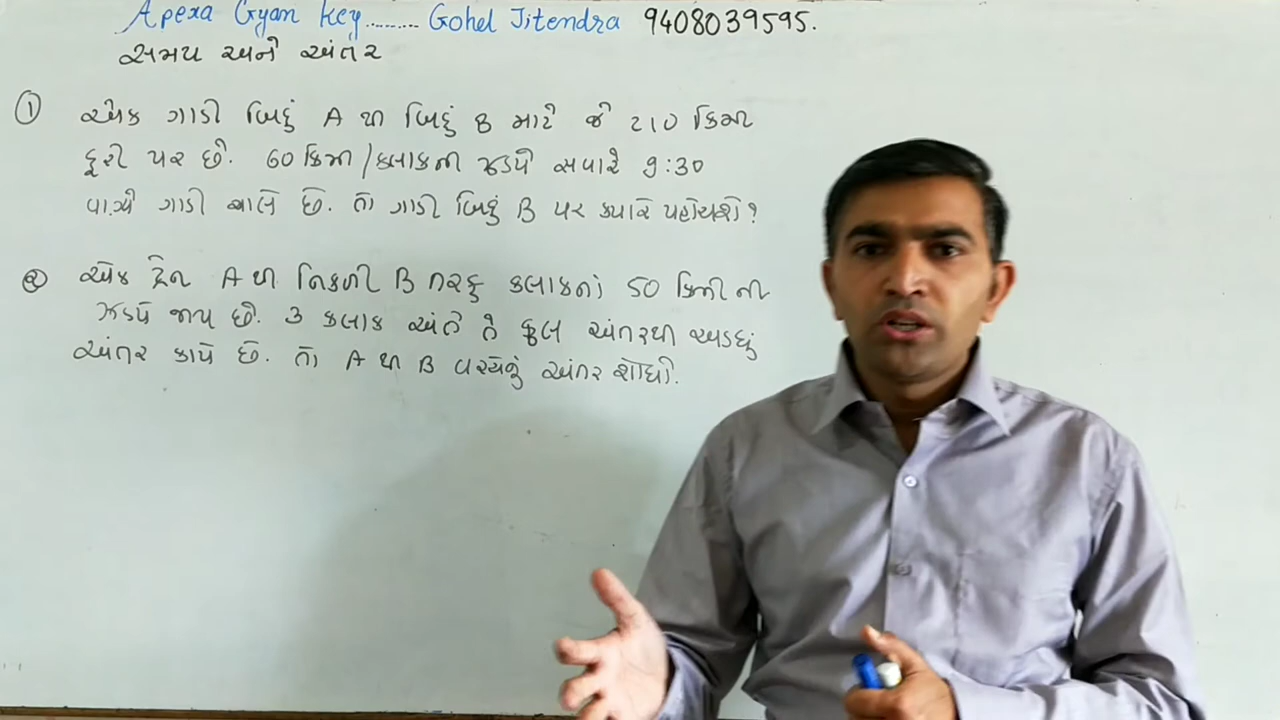 Apexa Gyan Key......... Gohel Jitendra 9408039595.
સમય અને અંતર
① એક ગાડી બિંદું A થી બિંદું B માટે જે 210 કિમી
દૂરી પર છે. 60 કિમી/કલાકની ઝડપે સવારે 9:30
વાગ્યે ગાડી ચાલે છે. તો ગાડી બિંદું B પર ક્યારે પહોંચશે?
② એક ટ્રેન A થી નિકળી B તરફ કલાકનાં 50 કિમી ની
ઝડપે જાય છે. 3 કલાક અંતે તે કુલ અંતરથી અડધું
અંતર કાપે છે. તો A થી B વચ્ચેનું અંતર શોધો.